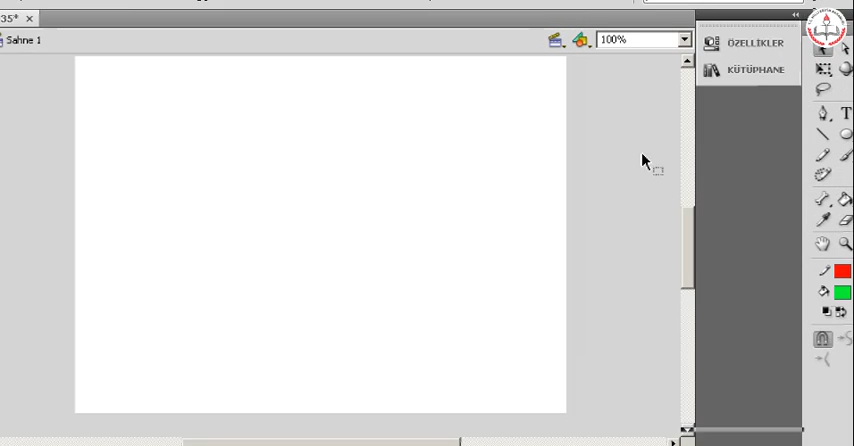 35* ×
Sahne 1
100%
ÖZELLİKLER
KÜTÜPHANE
T